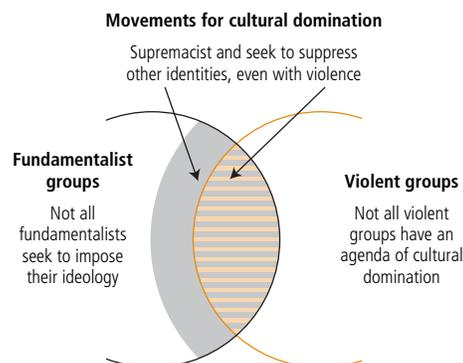 Movements for cultural domination
Supremacist and seek to suppress
other identities, even with violence
Fundamentalist
groups
Not all
fundamentalists
seek to impose
their ideology
Violent groups
Not all violent
groups have an
agenda of cultural
domination